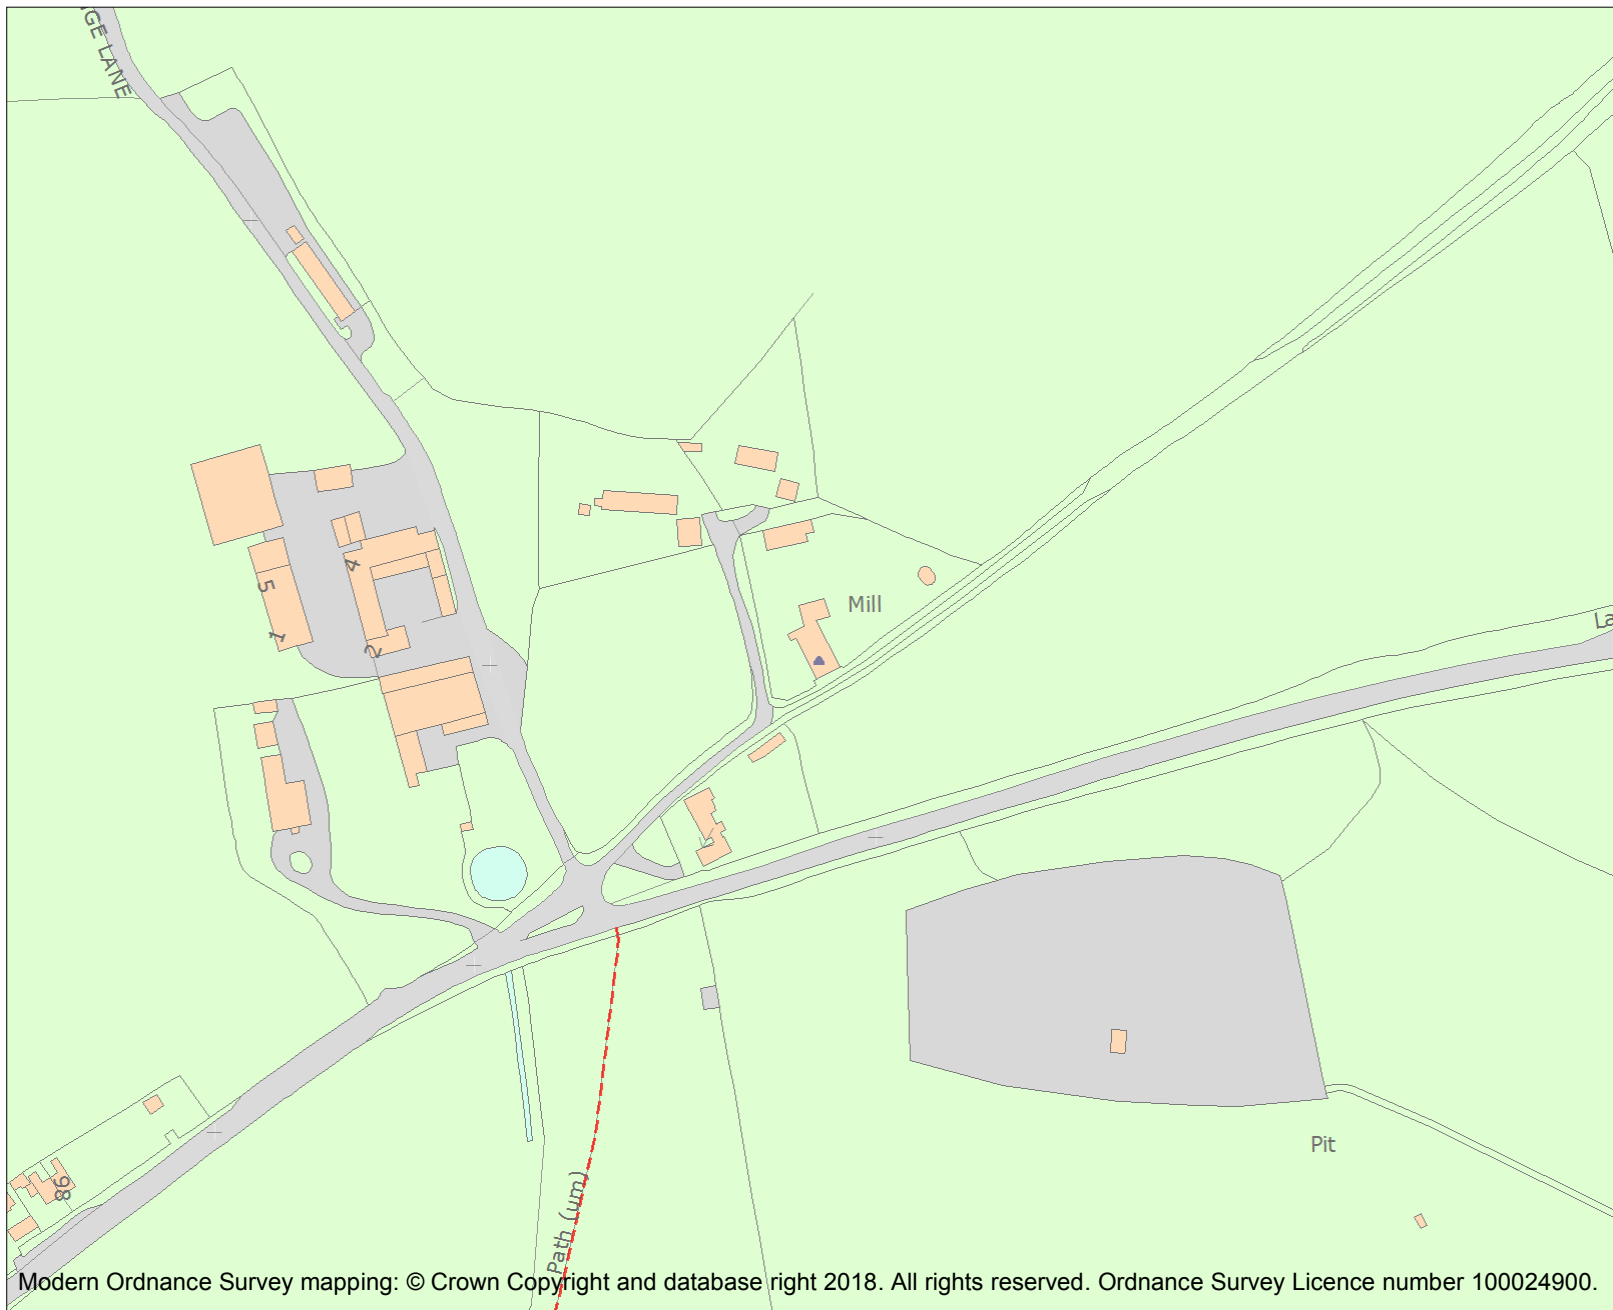 GE LANE
5
4
1
2
Mill
La
98
Path (um)
Pit
Modern Ordnance Survey mapping: © Crown Copyright and database right 2018. All rights reserved. Ordnance Survey Licence number 100024900.